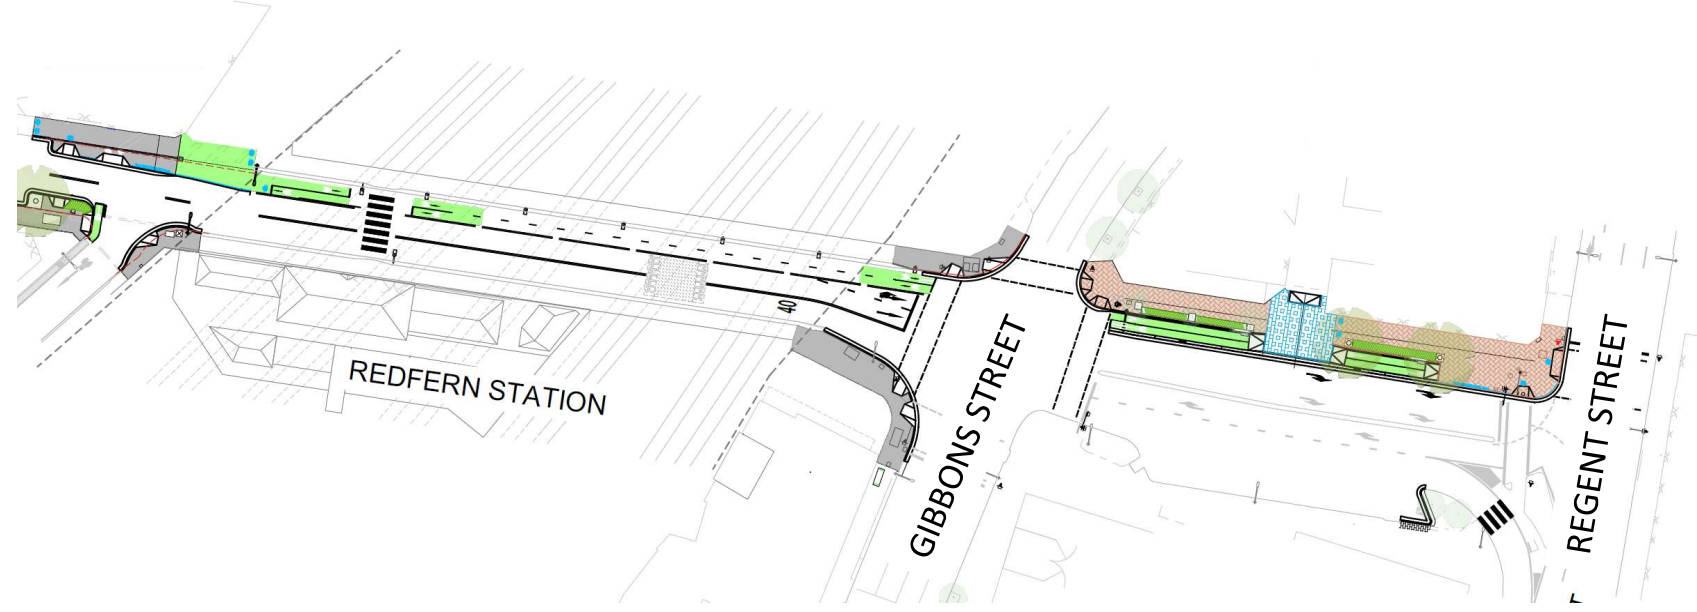 40
REDFERN STATION
GIBBONS STREET
REGENT STREET
T